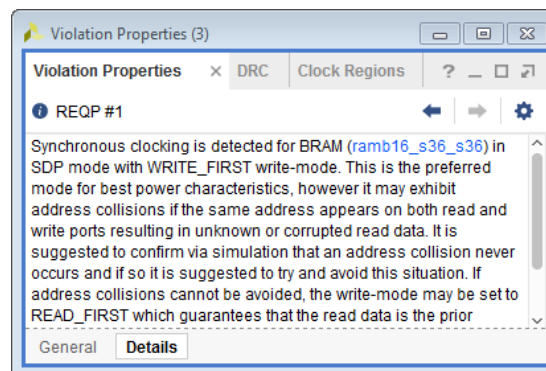 Violation Properties (3)
Violation Properties × DRC Clock Regions ?
REQP #1
Synchronous clocking is detected for BRAM (ramb16_s36_s36) in
SDP mode with WRITE_FIRST write-mode. This is the preferred
mode for best power characteristics, however it may exhibit
address collisions if the same address appears on both read and
write ports resulting in unknown or corrupted read data. It is
suggested to confirm via simulation that an address collision never
occurs and if so it is suggested to try and avoid this situation. If
address collisions cannot be avoided, the write-mode may be set to
READ_FIRST which guarantees that the read data is the prior
General Details